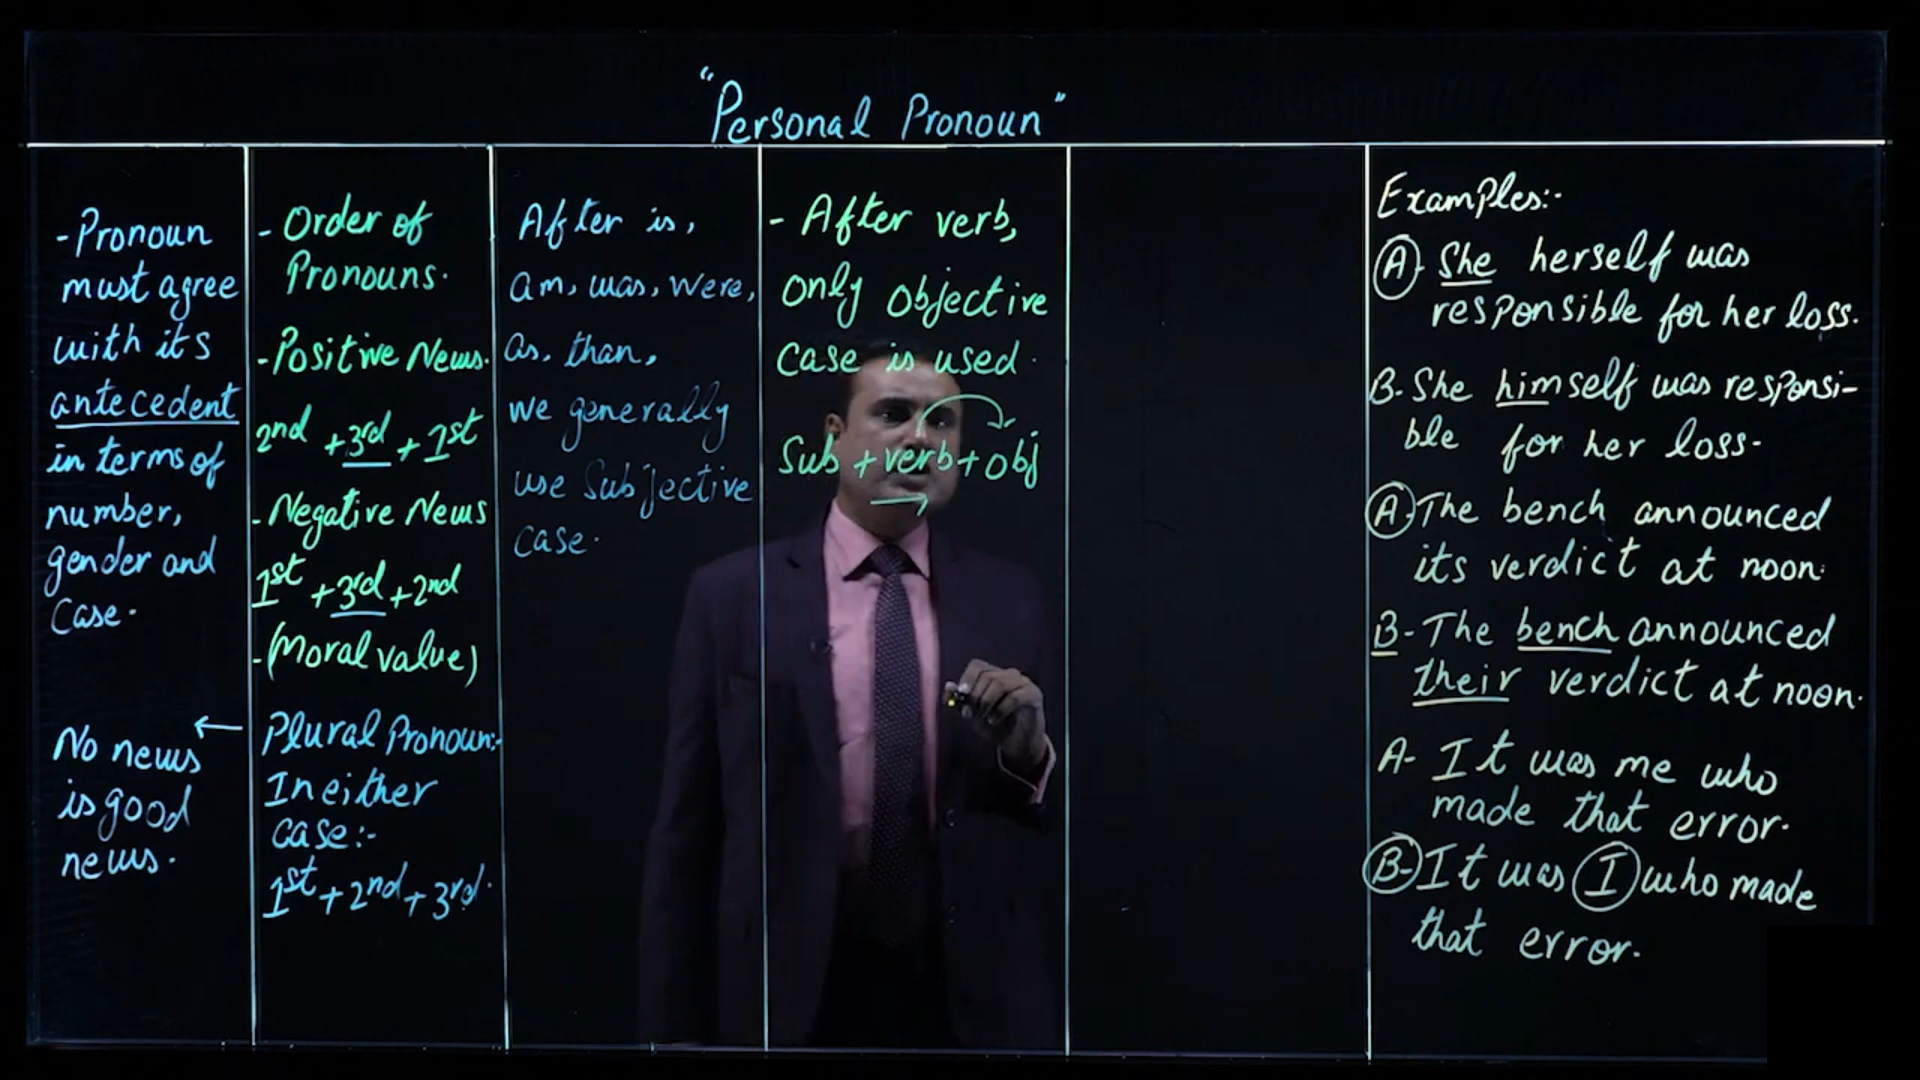 "Personal Pronoun"
- Pronoun
must agree
with its
antecedent
in terms of
number,
gender and
Case.
No news
is good
news.
- Order of
Pronouns.
- Positive News.
2nd + 3rd + 1st
- Negative News
1st + 3rd + 2nd
- (Moral value)
← Plural Pronoun:-
In either
case:-
1st + 2nd + 3rd.
After is,
am, was, were,
as, than,
we generally
use Subjective
case.
- After verb,
only objective
case is used.
Sub + verb + obj
Examples:-
A- She herself was
responsible for her loss.
B. She himself was responsi-
ble for her loss-
A- The bench announced
its verdict at noon.
B- The bench announced
their verdict at noon.
A- It was me who
made that error.
B- It was I who made
that error.